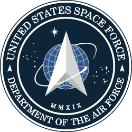 UNITED STATES SPACE FORCE
MMXIX
DEPARTMENT OF THE AIR FORCE